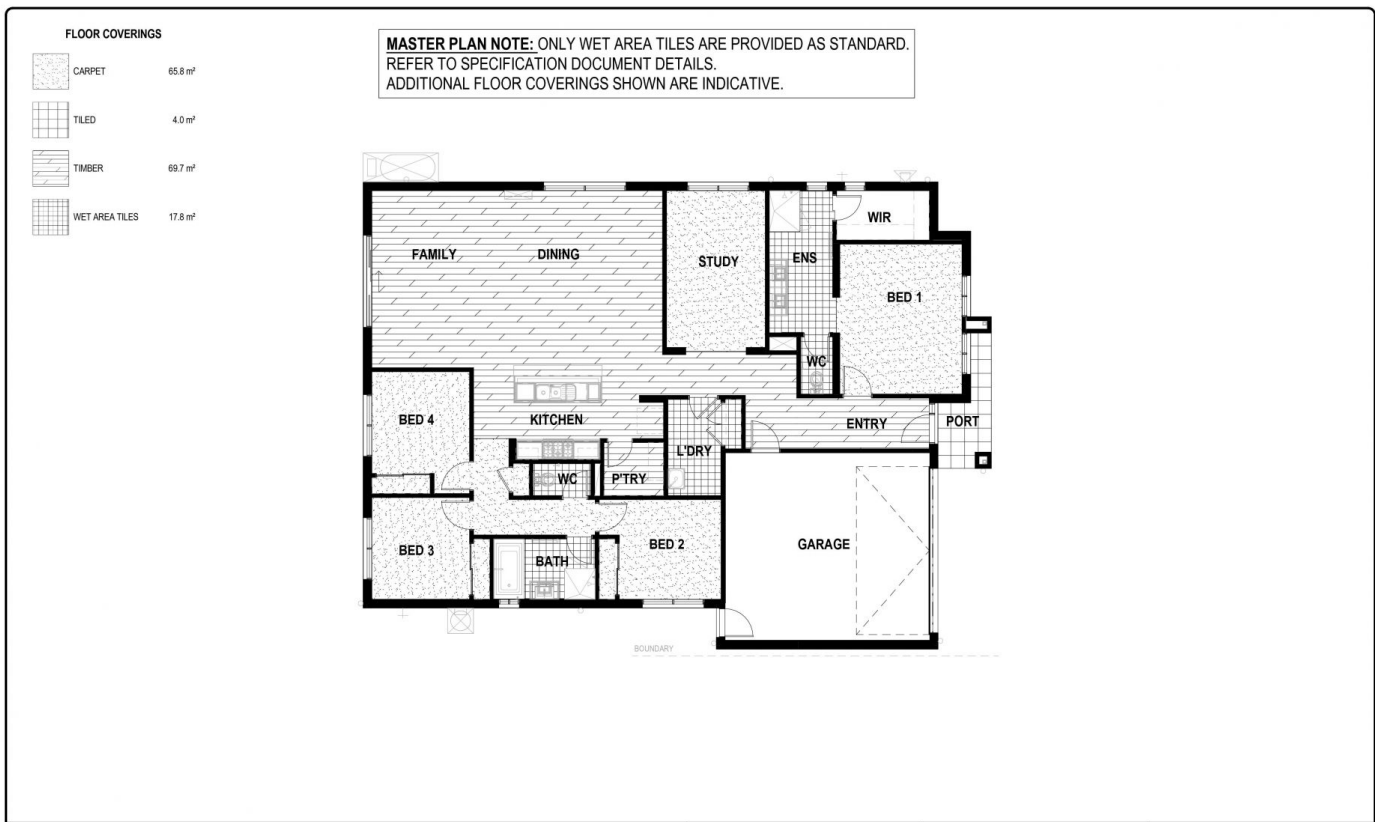 FLOOR COVERINGS
CARPET 65.8 m²
TILED 4.0 m²
TIMBER 69.7 m²
WET AREA TILES 17.8 m²
MASTER PLAN NOTE: ONLY WET AREA TILES ARE PROVIDED AS STANDARD.
REFER TO SPECIFICATION DOCUMENT DETAILS.
ADDITIONAL FLOOR COVERINGS SHOWN ARE INDICATIVE.
WIR
FAMILY DINING STUDY ENS
BED 1
WC
BED 4 KITCHEN ENTRY PORT
L'DRY
WC P'TRY
BED 3 BATH BED 2 GARAGE
BOUNDARY